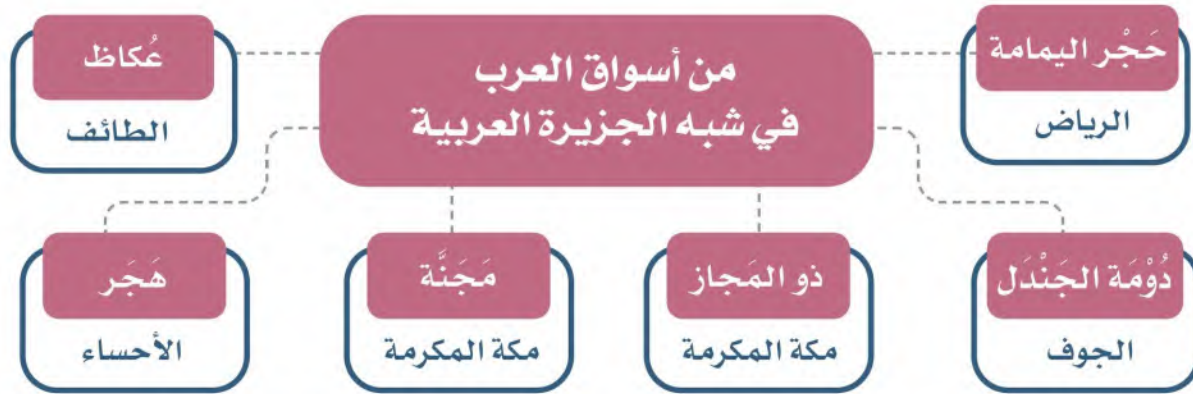 من أسواق العرب
في شبه الجزيرة العربية
حَجْر اليمامة
الرياض
عُكاظ
الطائف
دُوْمَة الجَنْدَل
الجوف
ذو المَجاز
مكة المكرمة
مَجَنَّة
مكة المكرمة
هَجَر
الأحساء